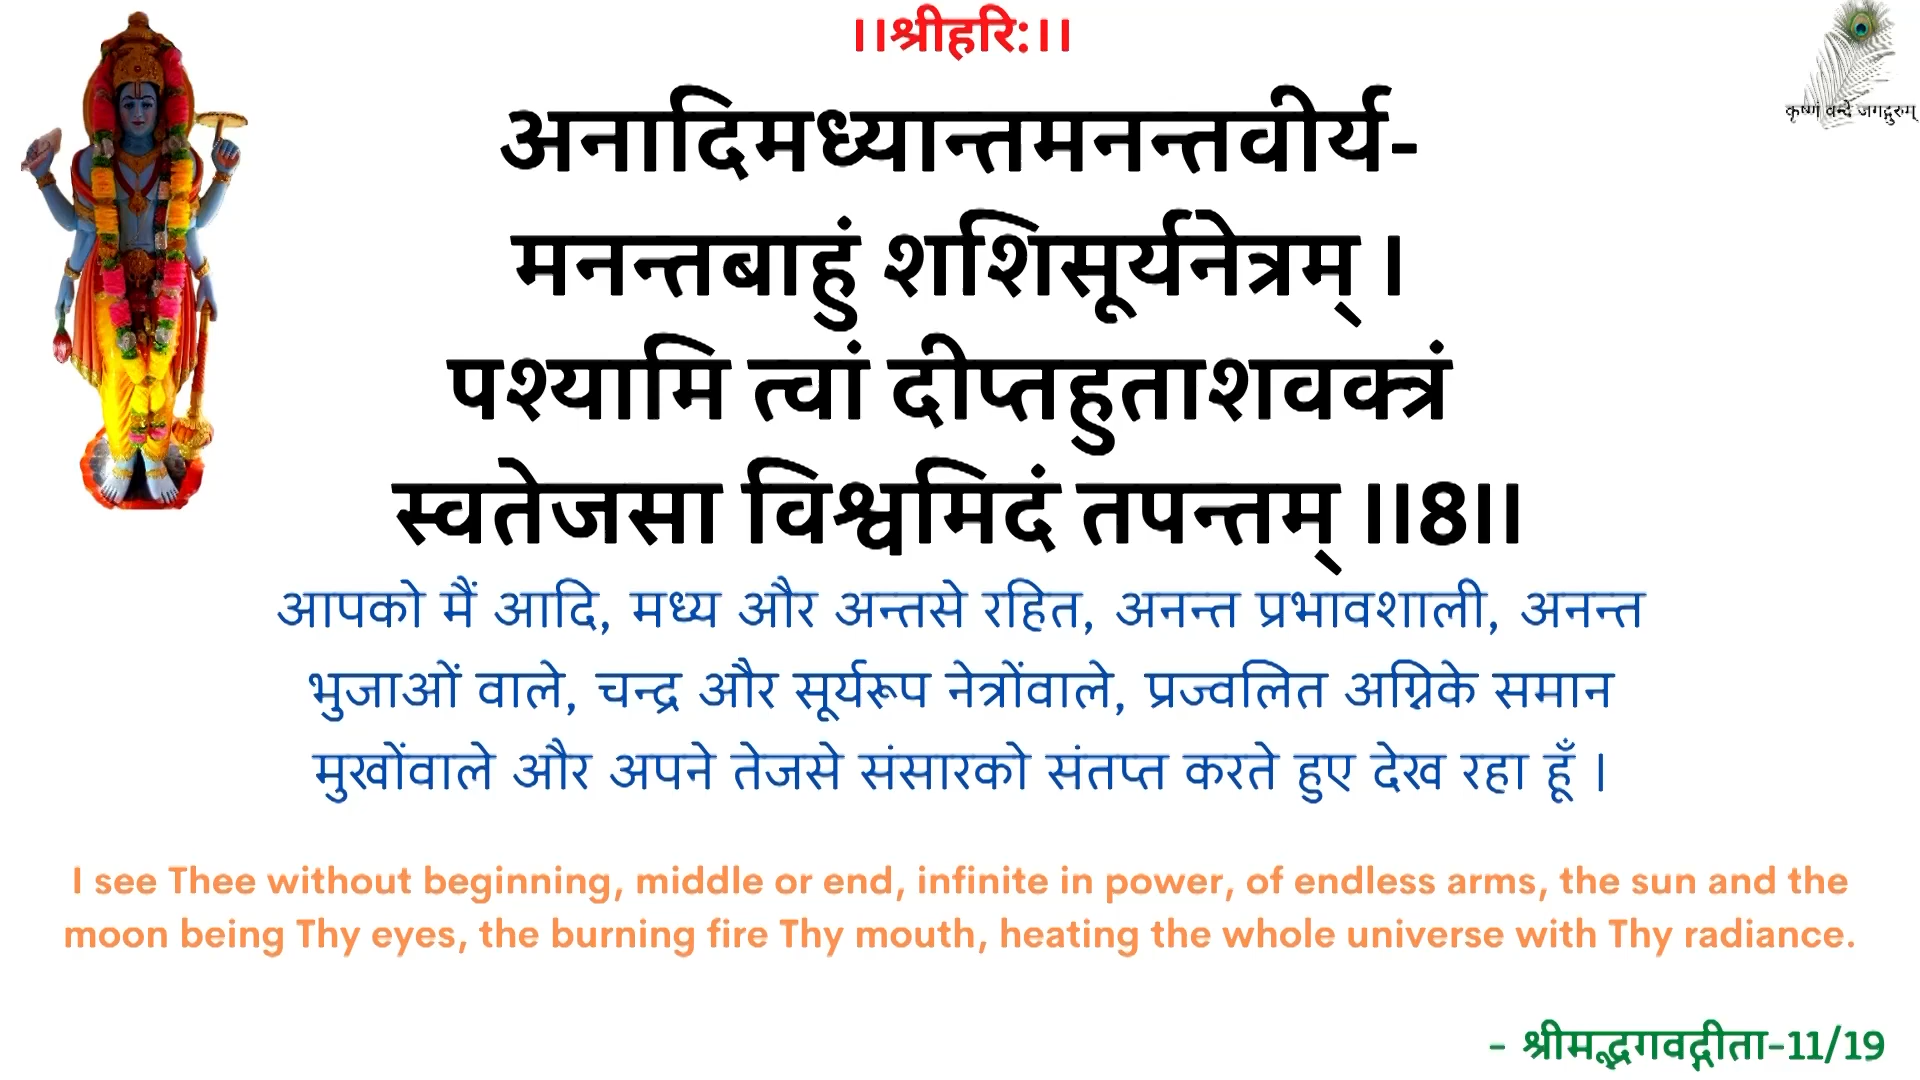 ।।श्रीहरि:।।
कृष्णं वन्दे जगद्गुरुम्
अनादिमध्यान्तमनन्तवीर्य-
मनन्तबाहुं शशिसूर्यनेत्रम् ।
पश्यामि त्वां दीप्तहुताशवक्त्रं
स्वतेजसा विश्वमिदं तपन्तम् ।।8।।
आपको मैं आदि, मध्य और अन्तसे रहित, अनन्त प्रभावशाली, अनन्त
भुजाओं वाले, चन्द्र और सूर्यरूप नेत्रोंवाले, प्रज्वलित अग्निके समान
मुखोंवाले और अपने तेजसे संसारको संतप्त करते हुए देख रहा हूँ ।
I see Thee without beginning, middle or end, infinite in power, of endless arms, the sun and the
moon being Thy eyes, the burning fire Thy mouth, heating the whole universe with Thy radiance.
- श्रीमद्भगवद्गीता-11/19